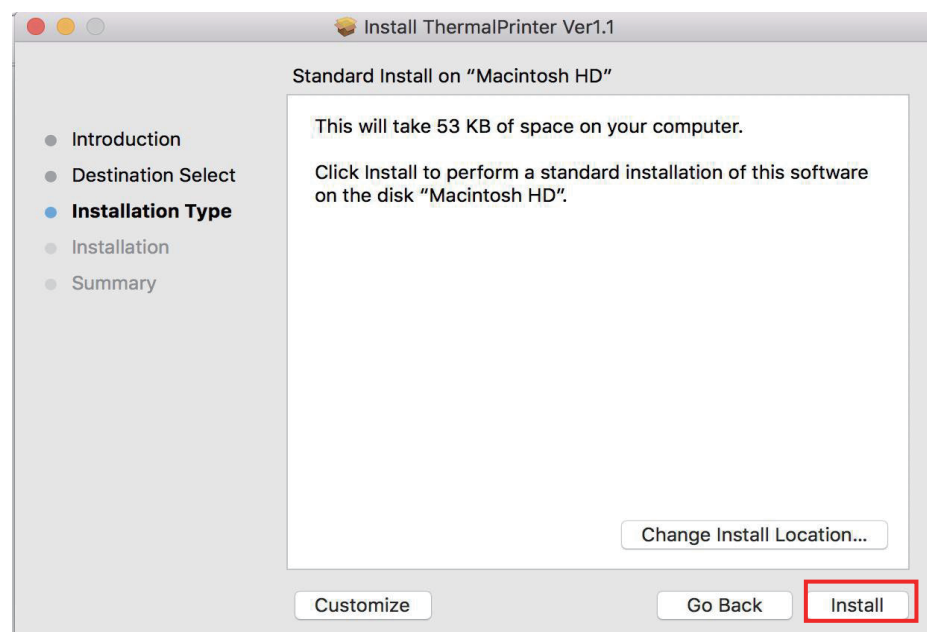 Install ThermalPrinter Ver1.1
Standard Install on “Macintosh HD”
Introduction
Destination Select
Installation Type
Installation
Summary
This will take 53 KB of space on your computer.
Click Install to perform a standard installation of this software
on the disk “Macintosh HD”.
Change Install Location...
Customize
Go Back
Install